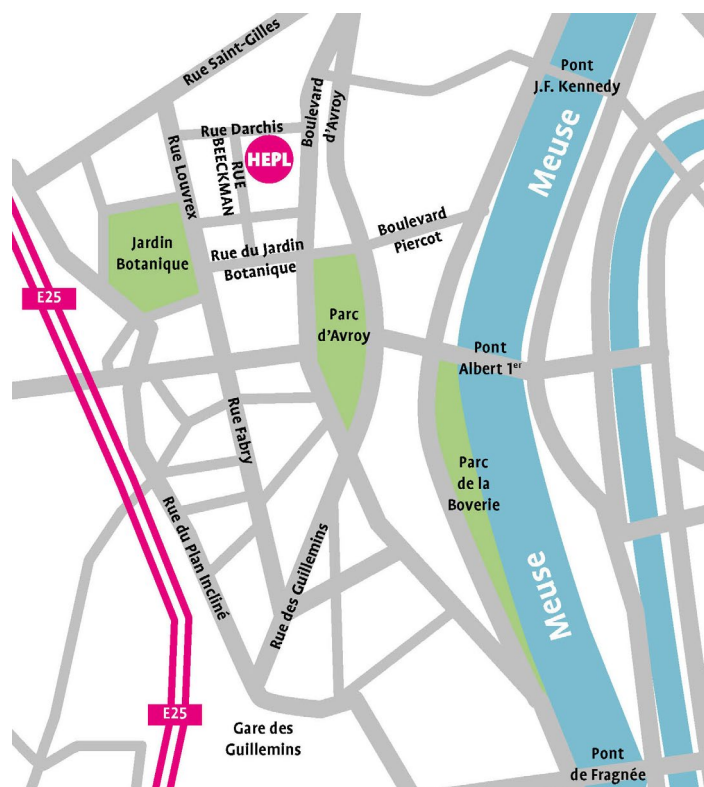 Rue Saint-Gilles
Pont
J.F. Kennedy
Boulevard
d'Avroy
Rue Darchis
HEPL
RUE
BEECKMAN
Rue Louvrex
Meuse
Boulevard
Piercot
Jardin
Botanique
Rue du Jardin
Botanique
E25
Parc
d'Avroy
Pont
Albert 1er
Rue Fabry
Parc
de la
Boverie
Rue du Plan Incliné
Rue des Guillemins
Meuse
E25
Gare des
Guillemins
Pont
de Fragnée